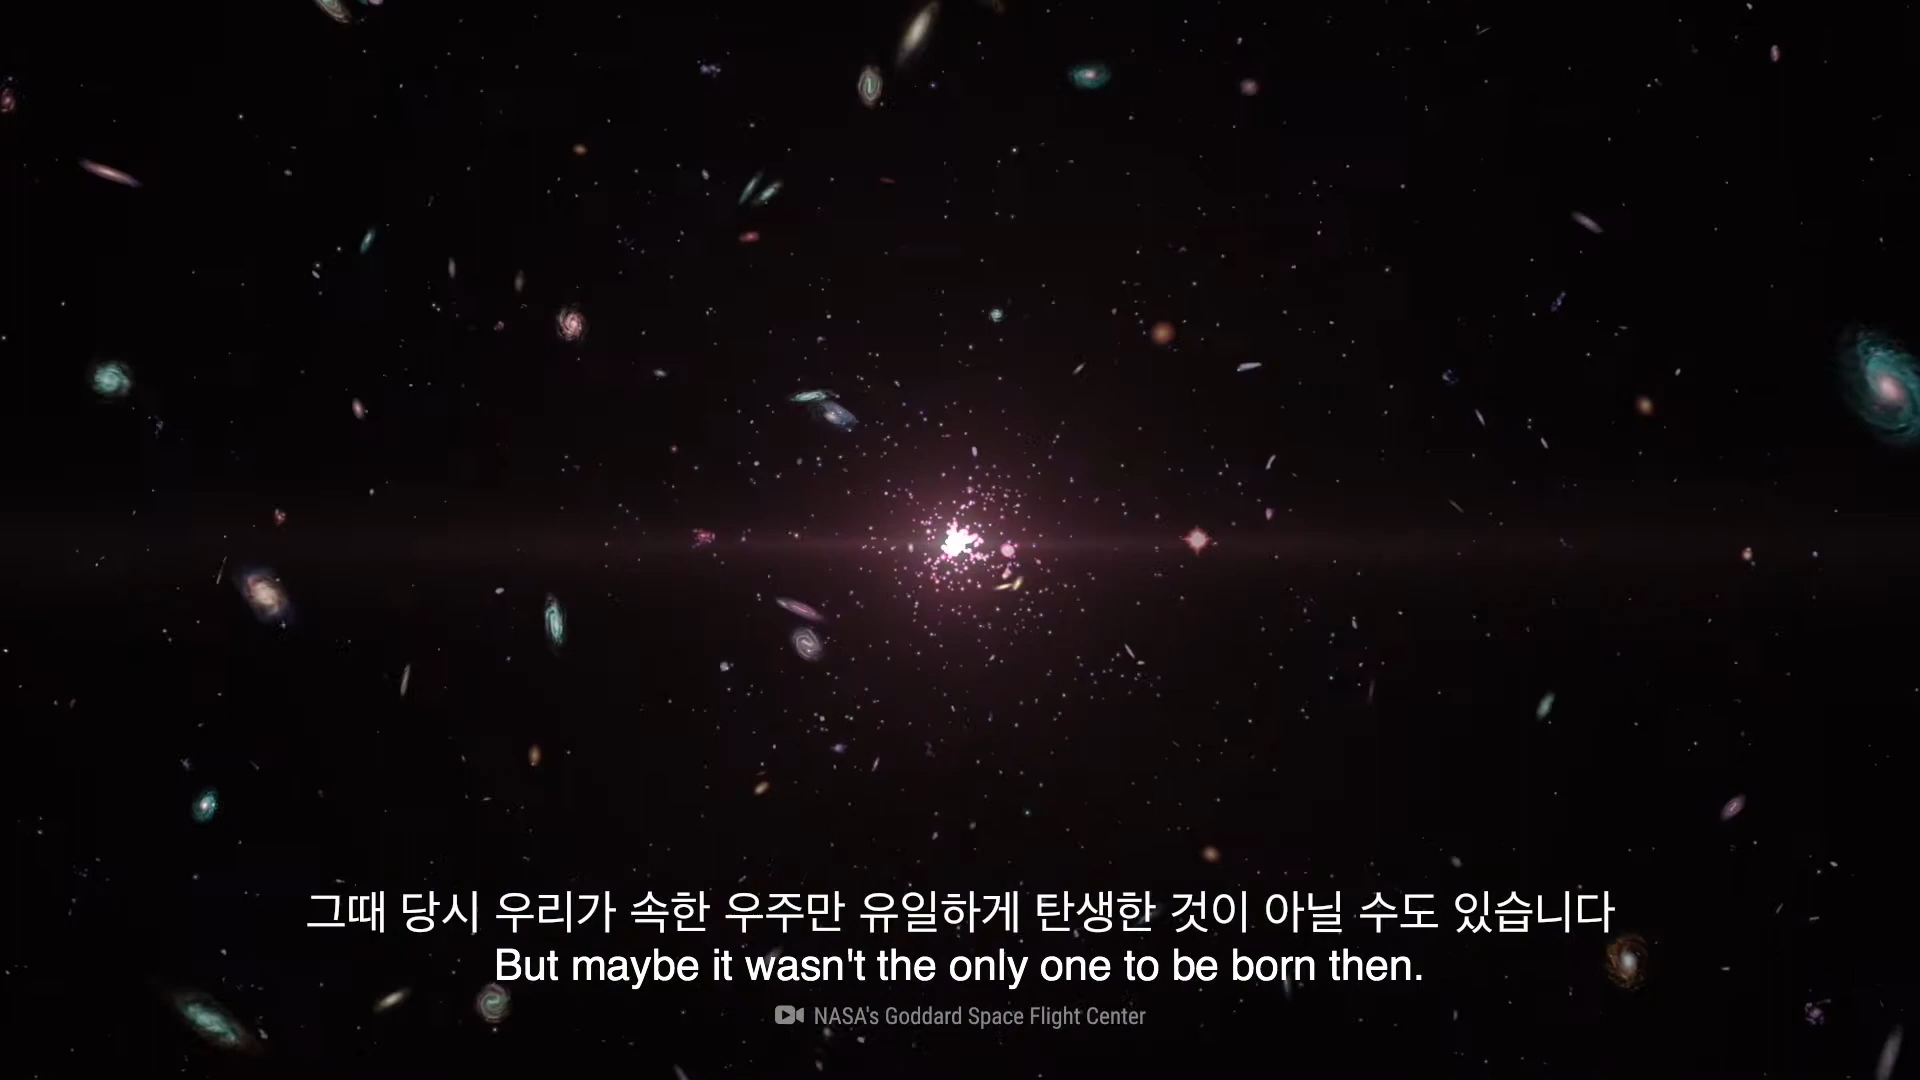 그때 당시 우리가 속한 우주만 유일하게 탄생한 것이 아닐 수도 있습니다
But maybe it wasn't the only one to be born then.
NASA's Goddard Space Flight Center